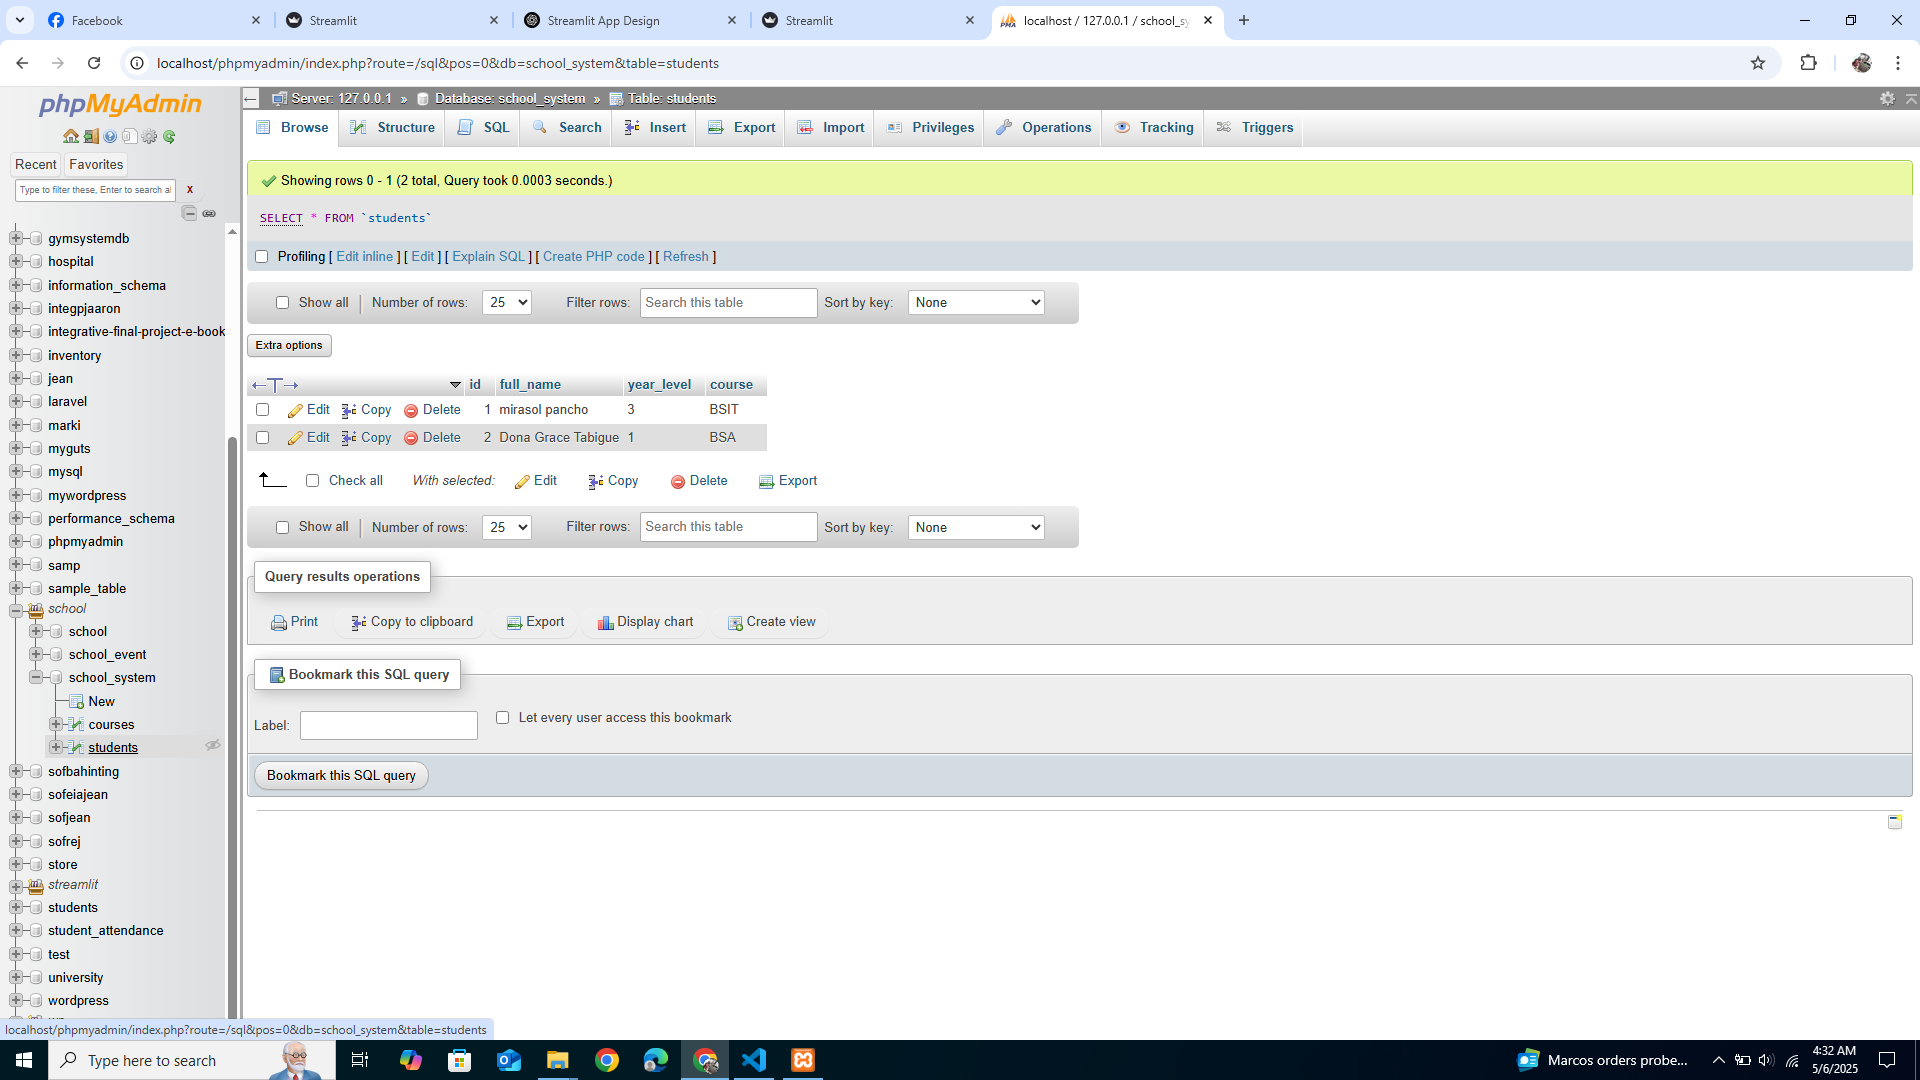 Facebook
Streamlit
Streamlit App Design
Streamlit
localhost / 127.0.0.1 / school_sy
localhost/phpmyadmin/index.php?route=/sql&pos=0&db=school_system&table=students
phpMyAdmin
Recent
Favorites
Type to filter these, Enter to search al
x
gymsystemdb
hospital
information_schema
integpjaaron
integrative-final-project-e-book
inventory
jean
laravel
marki
myguts
mysql
mywordpress
performance_schema
phpmyadmin
samp
sample_table
school
school
school_event
school_system
New
courses
students
sofbahinting
sofeiajean
sofjean
sofrej
store
streamlit
students
student_attendance
test
university
wordpress
Server: 127.0.0.1 » Database: school_system » Table: students
Browse Structure SQL Search Insert Export Import Privileges Operations Tracking Triggers
Showing rows 0 - 1 (2 total, Query took 0.0003 seconds.)
SELECT * FROM `students`
Profiling [ Edit inline ] [ Edit ] [ Explain SQL ] [ Create PHP code ] [ Refresh ]
Show all Number of rows: 25 Filter rows: Search this table Sort by key: None
Extra options
id full_name year_level course
Edit Copy Delete 1 mirasol pancho 3 BSIT
Edit Copy Delete 2 Dona Grace Tabigue 1 BSA
Check all With selected: Edit Copy Delete Export
Show all Number of rows: 25 Filter rows: Search this table Sort by key: None
Query results operations
Print Copy to clipboard Export Display chart Create view
Bookmark this SQL query
Label: Let every user access this bookmark
Bookmark this SQL query
localhost/phpmyadmin/index.php?route=/sql&pos=0&db=school_system&table=students
Type here to search
Marcos orders probe...
4:32 AM
5/6/2025